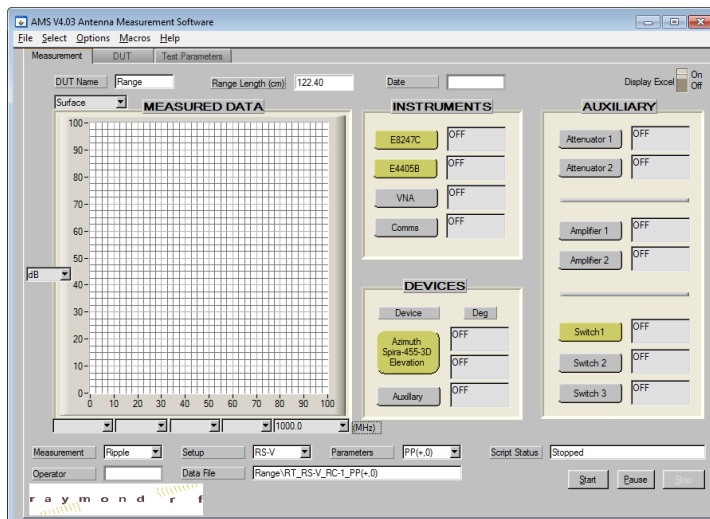 AMS V4.03 Antenna Measurement Software
File Select Options Macros Help
Measurement DUT Test Parameters
DUT Name Range Range Length (cm) 122.40 Date Display Excel On Off
Surface MEASURED DATA INSTRUMENTS AUXILIARY
100
90
80
70
60
50
40
30
20
10
0
0 10 20 30 40 50 60 70 80 90 100
dB
1000.0 (MHz)
E8247C OFF
E4405B OFF
VNA OFF
Comms OFF
DEVICES
Device Deg
Azimuth
Spira-455-3D
Elevation
OFF
OFF
Auxillary OFF
Attenuator 1 OFF
Attenuator 2 OFF
Amplifier 1 OFF
Amplifier 2 OFF
Switch1 OFF
Switch 2 OFF
Switch 3 OFF
Measurement Ripple Setup RS-V Parameters PP(+,0) Script Status Stopped
Operator Data File Range\RT_RS-V_RC-1_PP(+,0)
Start Pause Stop
raymond rf